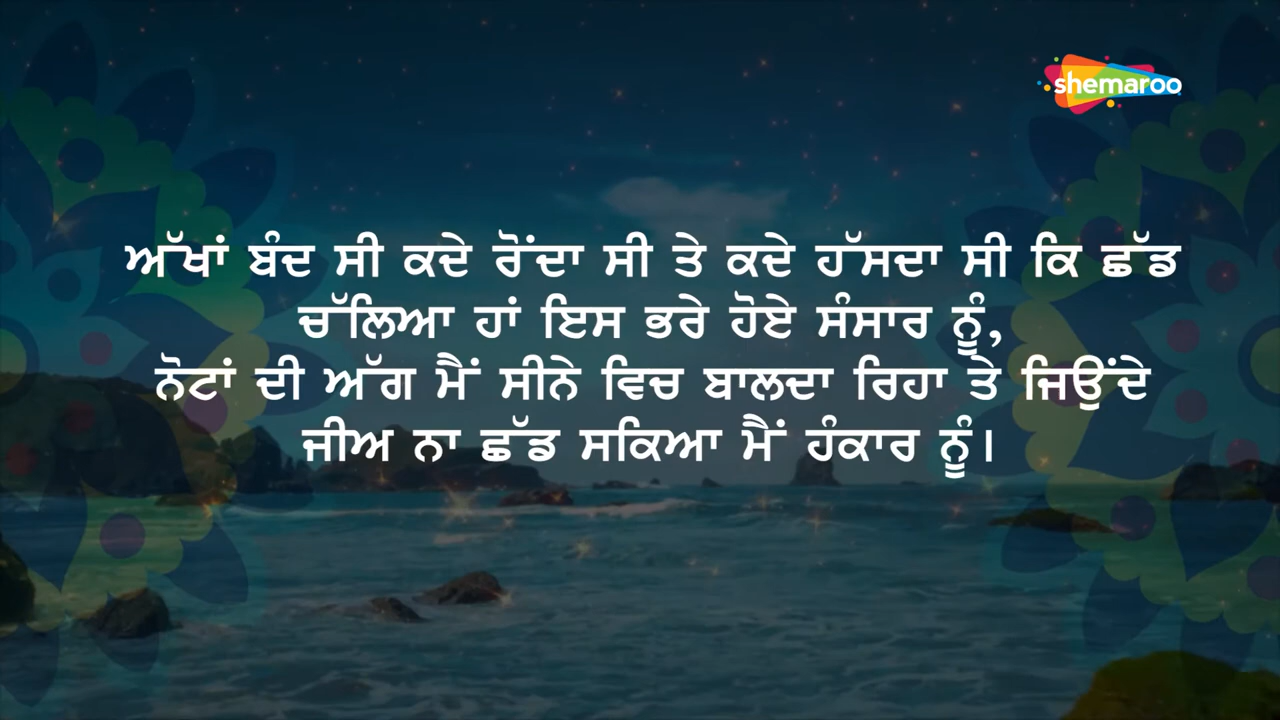 shemaroo
ਅੱਖਾਂ ਬੰਦ ਸੀ ਕਦੇ ਰੋਂਦਾ ਸੀ ਤੇ ਕਦੇ ਹੱਸਦਾ ਸੀ ਕਿ ਛੱਡ
ਚੱਲਿਆ ਹਾਂ ਇਸ ਭਰੇ ਹੋਏ ਸੰਸਾਰ ਨੂੰ,
ਨੋਟਾਂ ਦੀ ਅੱਗ ਮੈਂ ਸੀਨੇ ਵਿਚ ਬਾਲਦਾ ਰਿਹਾ ਤੇ ਜਿਉਂਦੇ
ਜੀਅ ਨਾ ਛੱਡ ਸਕਿਆ ਮੈਂ ਹੰਕਾਰ ਨੂੰ।